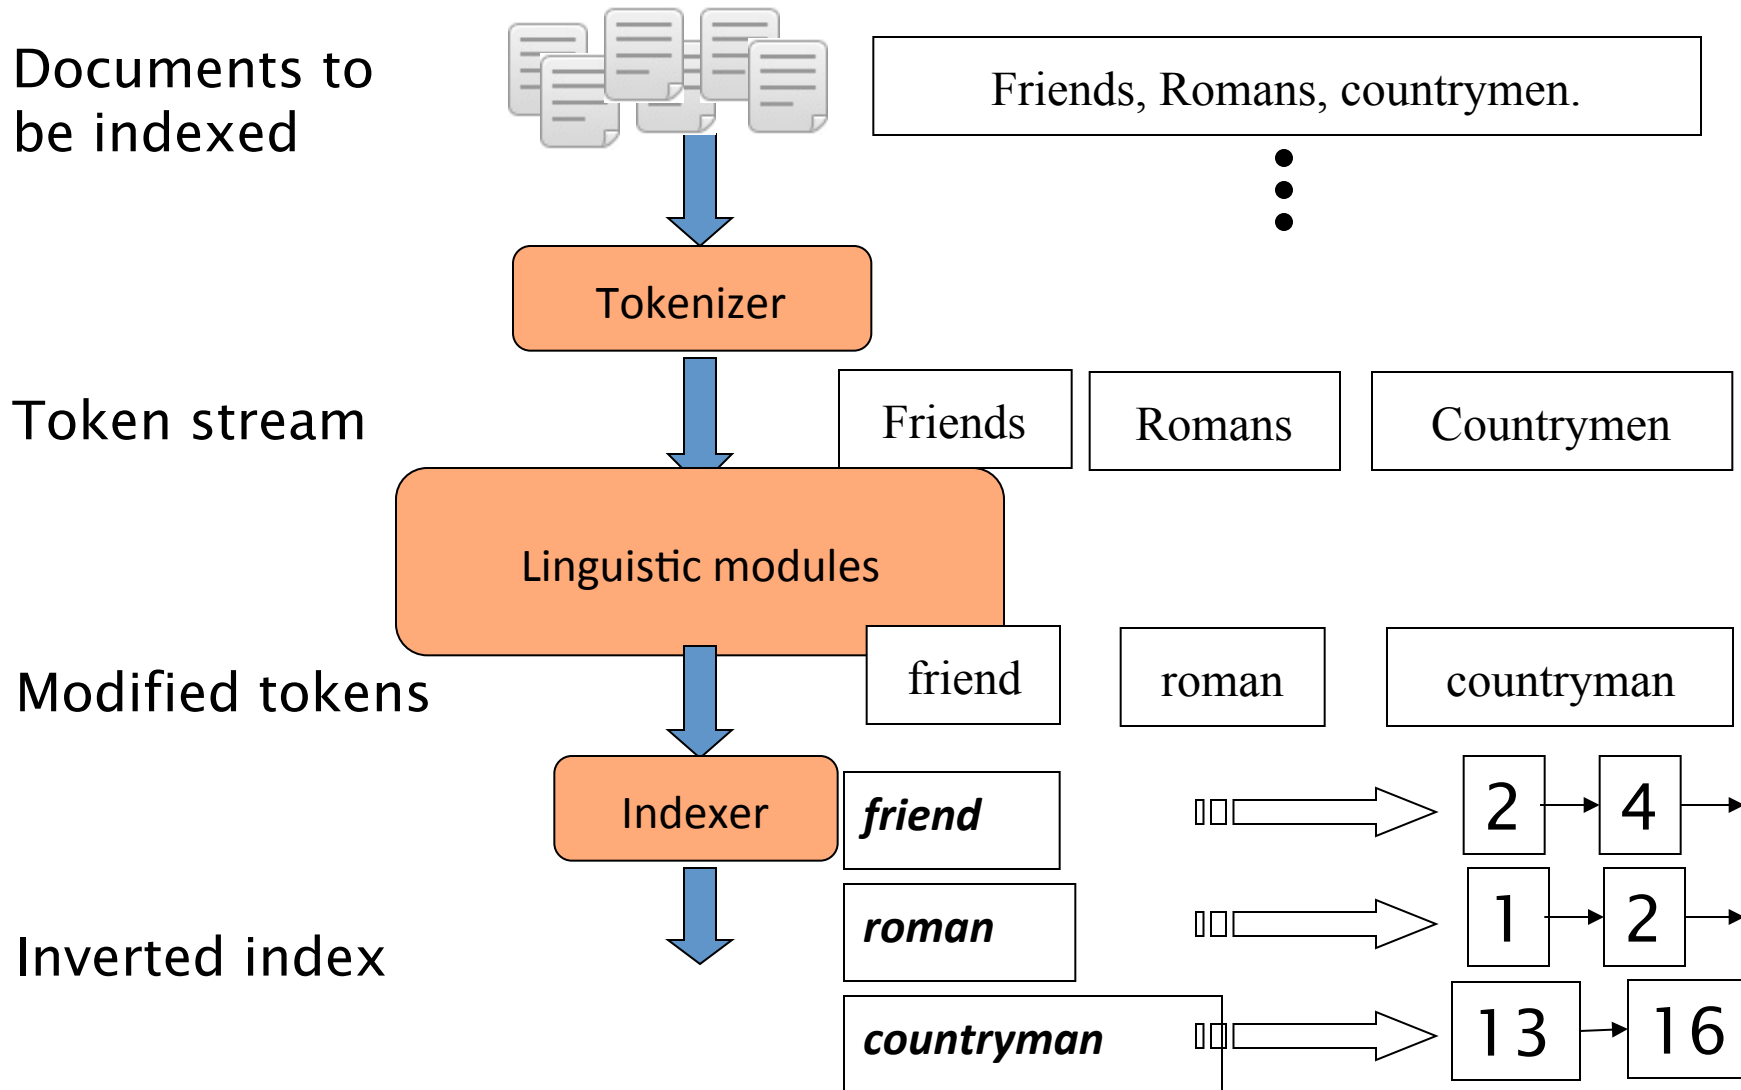 Documents to
be indexed
Friends, Romans, countrymen.
Tokenizer
Token stream
Friends Romans Countrymen
Linguistic modules
Modified tokens
friend roman countryman
Indexer
friend 2 4
roman 1 2
Inverted index
countryman 13 16